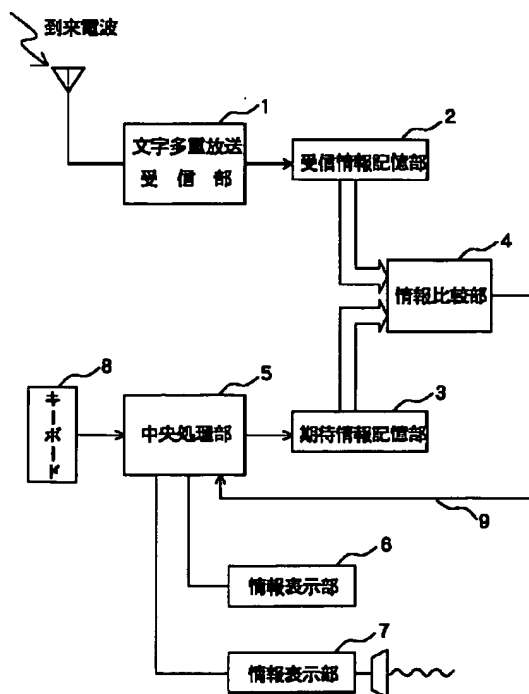 到来電波
1
文字多重放送
受信部
2
受信情報記憶部
4
情報比較部
8
キーボード
5
中央処理部
3
期待情報記憶部
9
6
情報表示部
7
情報表示部